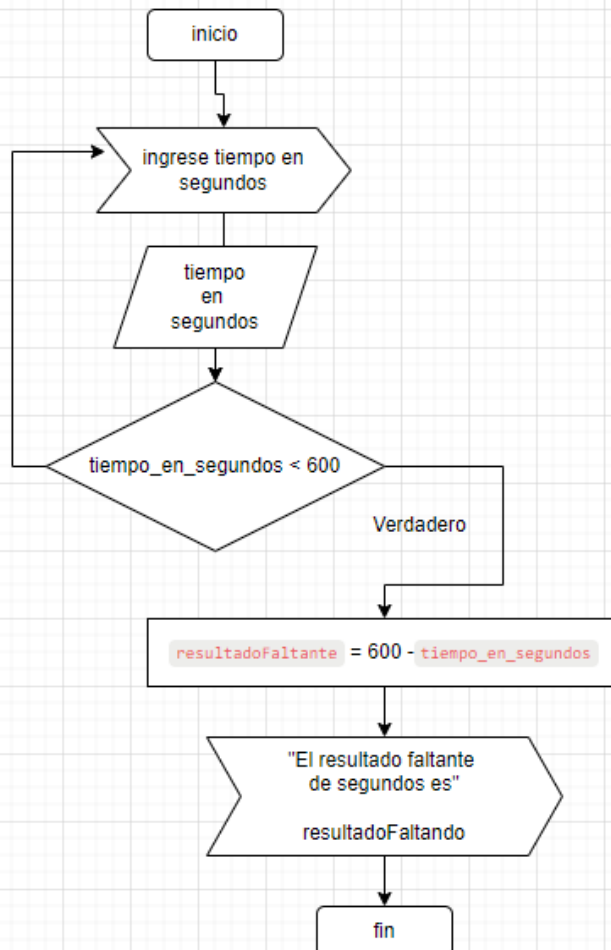 inicio
ingrese tiempo en
segundos
tiempo
en
segundos
tiempo_en_segundos < 600
Verdadero
resultadoFaltante = 600 - tiempo_en_segundos
"El resultado faltante
de segundos es"
resultadoFaltando
fin